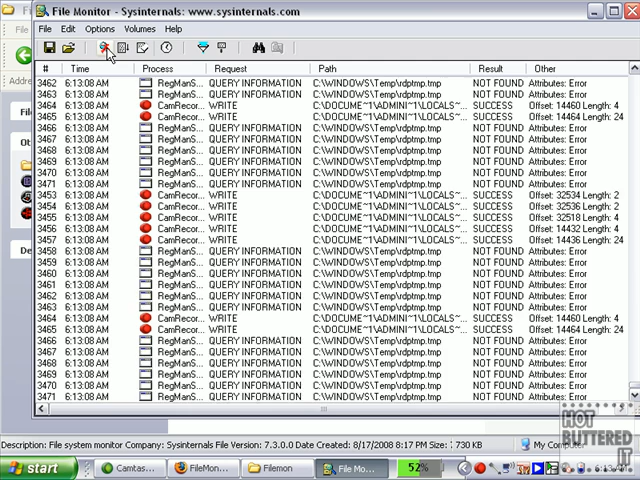 File Monitor - Sysinternals: www.sysinternals.com
File Edit Options Volumes Help
# Time Process Request Path Result Other
3462 6:13:08 AM RegManS... QUERY INFORMATION C:\WINDOWS\Temp\rdptmp.tmp NOT FOUND Attributes: Error
3463 6:13:08 AM RegManS... QUERY INFORMATION C:\WINDOWS\Temp\rdptmp.tmp NOT FOUND Attributes: Error
3464 6:13:08 AM CamRecor... WRITE C:\DOCUME~1\ADMINI~1\LOCALS~... SUCCESS Offset: 14460 Length: 4
3465 6:13:08 AM CamRecor... WRITE C:\DOCUME~1\ADMINI~1\LOCALS~... SUCCESS Offset: 14464 Length: 24
3466 6:13:08 AM RegManS... QUERY INFORMATION C:\WINDOWS\Temp\rdptmp.tmp NOT FOUND Attributes: Error
3467 6:13:08 AM RegManS... QUERY INFORMATION C:\WINDOWS\Temp\rdptmp.tmp NOT FOUND Attributes: Error
3468 6:13:08 AM RegManS... QUERY INFORMATION C:\WINDOWS\Temp\rdptmp.tmp NOT FOUND Attributes: Error
3469 6:13:08 AM RegManS... QUERY INFORMATION C:\WINDOWS\Temp\rdptmp.tmp NOT FOUND Attributes: Error
3470 6:13:08 AM RegManS... QUERY INFORMATION C:\WINDOWS\Temp\rdptmp.tmp NOT FOUND Attributes: Error
3471 6:13:08 AM RegManS... QUERY INFORMATION C:\WINDOWS\Temp\rdptmp.tmp NOT FOUND Attributes: Error
3453 6:13:08 AM CamRecor... WRITE C:\DOCUME~1\ADMINI~1\LOCALS~... SUCCESS Offset: 32534 Length: 2
3454 6:13:08 AM CamRecor... WRITE C:\DOCUME~1\ADMINI~1\LOCALS~... SUCCESS Offset: 32536 Length: 2
3455 6:13:08 AM CamRecor... WRITE C:\DOCUME~1\ADMINI~1\LOCALS~... SUCCESS Offset: 32518 Length: 4
3456 6:13:08 AM CamRecor... WRITE C:\DOCUME~1\ADMINI~1\LOCALS~... SUCCESS Offset: 14432 Length: 4
3457 6:13:08 AM CamRecor... WRITE C:\DOCUME~1\ADMINI~1\LOCALS~... SUCCESS Offset: 14436 Length: 24
3458 6:13:08 AM RegManS... QUERY INFORMATION C:\WINDOWS\Temp\rdptmp.tmp NOT FOUND Attributes: Error
3459 6:13:08 AM RegManS... QUERY INFORMATION C:\WINDOWS\Temp\rdptmp.tmp NOT FOUND Attributes: Error
3460 6:13:08 AM RegManS... QUERY INFORMATION C:\WINDOWS\Temp\rdptmp.tmp NOT FOUND Attributes: Error
3461 6:13:08 AM RegManS... QUERY INFORMATION C:\WINDOWS\Temp\rdptmp.tmp NOT FOUND Attributes: Error
3462 6:13:08 AM RegManS... QUERY INFORMATION C:\WINDOWS\Temp\rdptmp.tmp NOT FOUND Attributes: Error
3463 6:13:08 AM RegManS... QUERY INFORMATION C:\WINDOWS\Temp\rdptmp.tmp NOT FOUND Attributes: Error
3464 6:13:08 AM CamRecor... WRITE C:\DOCUME~1\ADMINI~1\LOCALS~... SUCCESS Offset: 14460 Length: 4
3465 6:13:08 AM CamRecor... WRITE C:\DOCUME~1\ADMINI~1\LOCALS~... SUCCESS Offset: 14464 Length: 24
3466 6:13:08 AM RegManS... QUERY INFORMATION C:\WINDOWS\Temp\rdptmp.tmp NOT FOUND Attributes: Error
3467 6:13:08 AM RegManS... QUERY INFORMATION C:\WINDOWS\Temp\rdptmp.tmp NOT FOUND Attributes: Error
3468 6:13:08 AM RegManS... QUERY INFORMATION C:\WINDOWS\Temp\rdptmp.tmp NOT FOUND Attributes: Error
3469 6:13:08 AM RegManS... QUERY INFORMATION C:\WINDOWS\Temp\rdptmp.tmp NOT FOUND Attributes: Error
3470 6:13:08 AM RegManS... QUERY INFORMATION C:\WINDOWS\Temp\rdptmp.tmp NOT FOUND Attributes: Error
3471 6:13:08 AM RegManS... QUERY INFORMATION C:\WINDOWS\Temp\rdptmp.tmp NOT FOUND Attributes: Error
HOT
BUTTERED
IT
Description: File system monitor Company: Sysinternals File Version: 7.3.0.0 Date Created: 8/17/2008 8:17 PM Size: 730 KB My Computer
start Camtas... FileMon... Filemon File Mo... 52% 6:13 AM